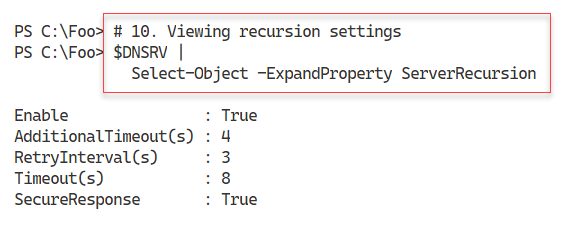 PS C:\Foo> # 10. Viewing recursion settings
PS C:\Foo> $DNSRV |
Select-Object -ExpandProperty ServerRecursion
Enable : True
AdditionalTimeout(s) : 4
RetryInterval(s) : 3
Timeout(s) : 8
SecureResponse : True